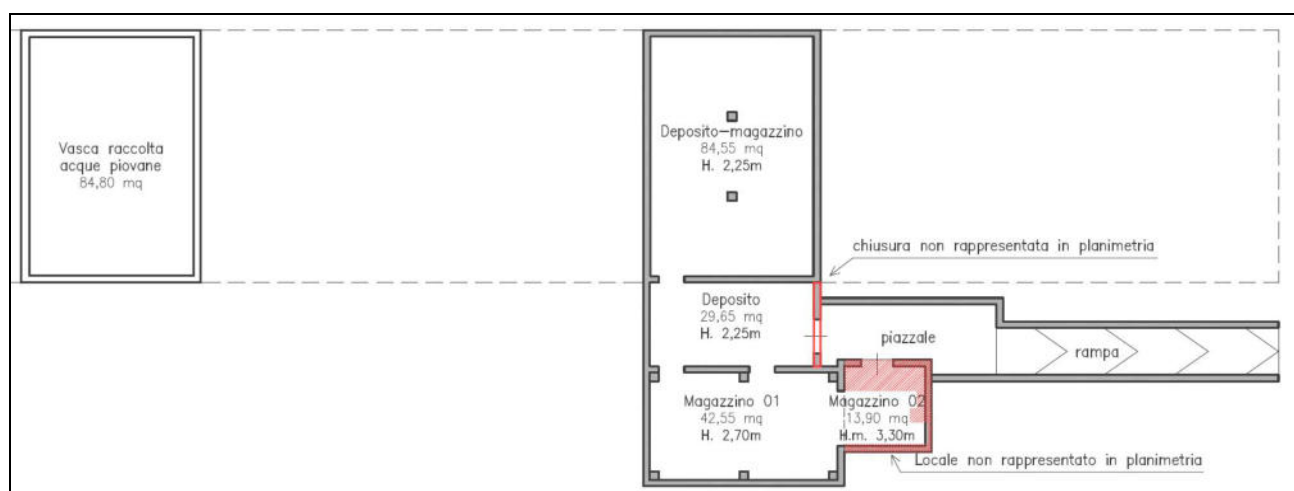 Vasca raccolta
acque piovane
84,80 mq
Deposito-magazzino
84,55 mq
H. 2,25m
chiusura non rappresentata in planimetria
Deposito
29,65 mq
H. 2,25m
piazzale
rampa
Magazzino 01
42,55 mq
H. 2,70m
Magazzino 02
13,90 mq
H.m. 3,30m
Locale non rappresentato in planimetria